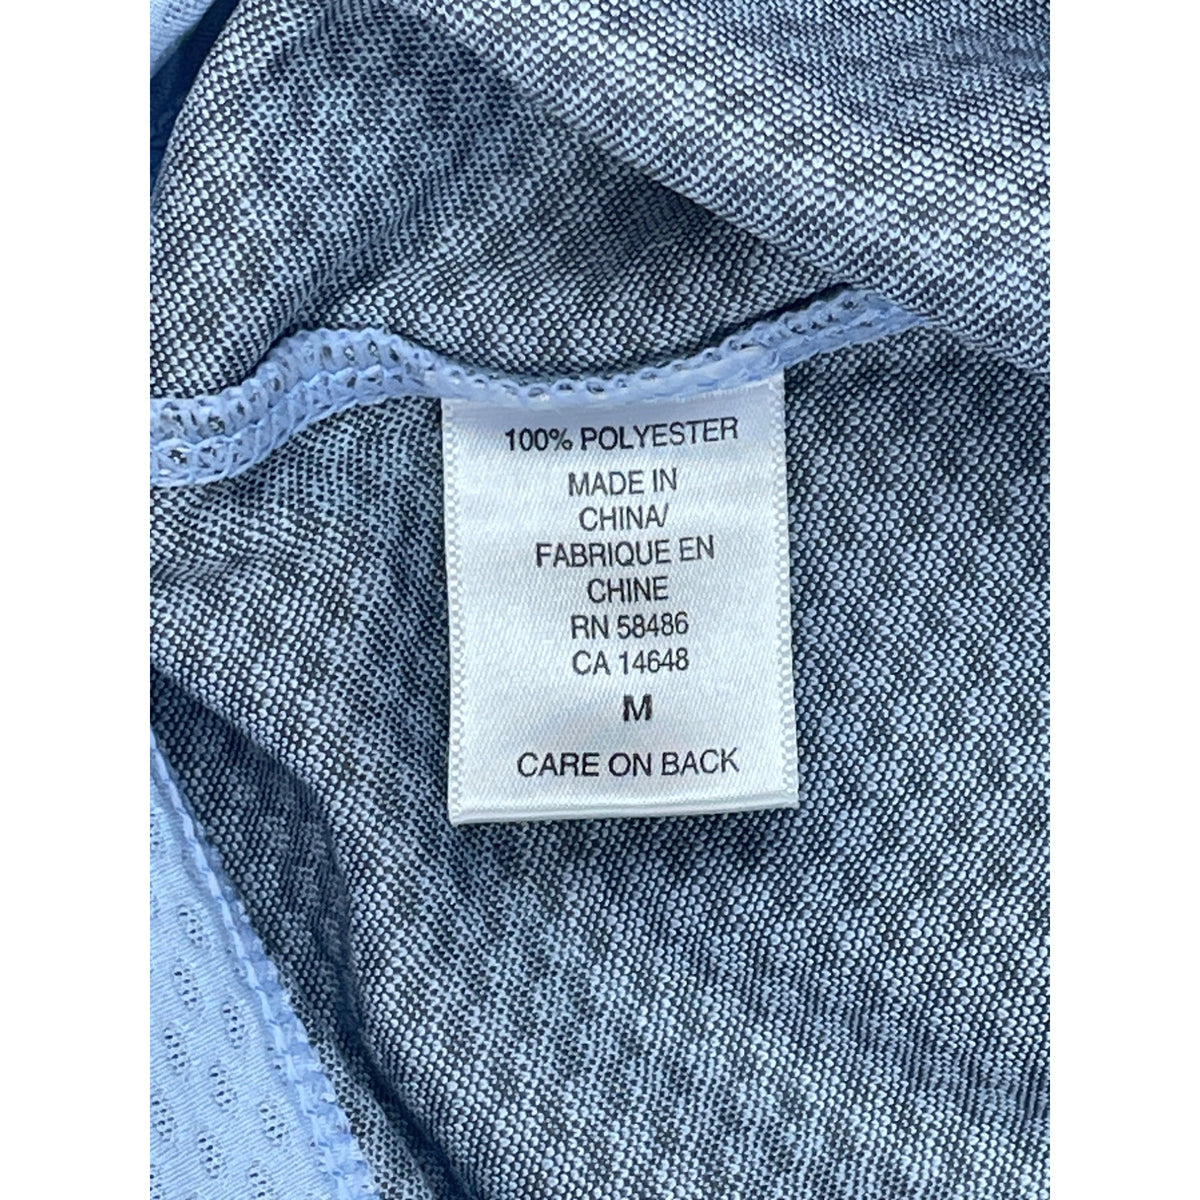 100% POLYESTER
MADE IN
CHINA/
FABRIQUE EN
CHINE
RN 58486
CA 14648
M
CARE ON BACK